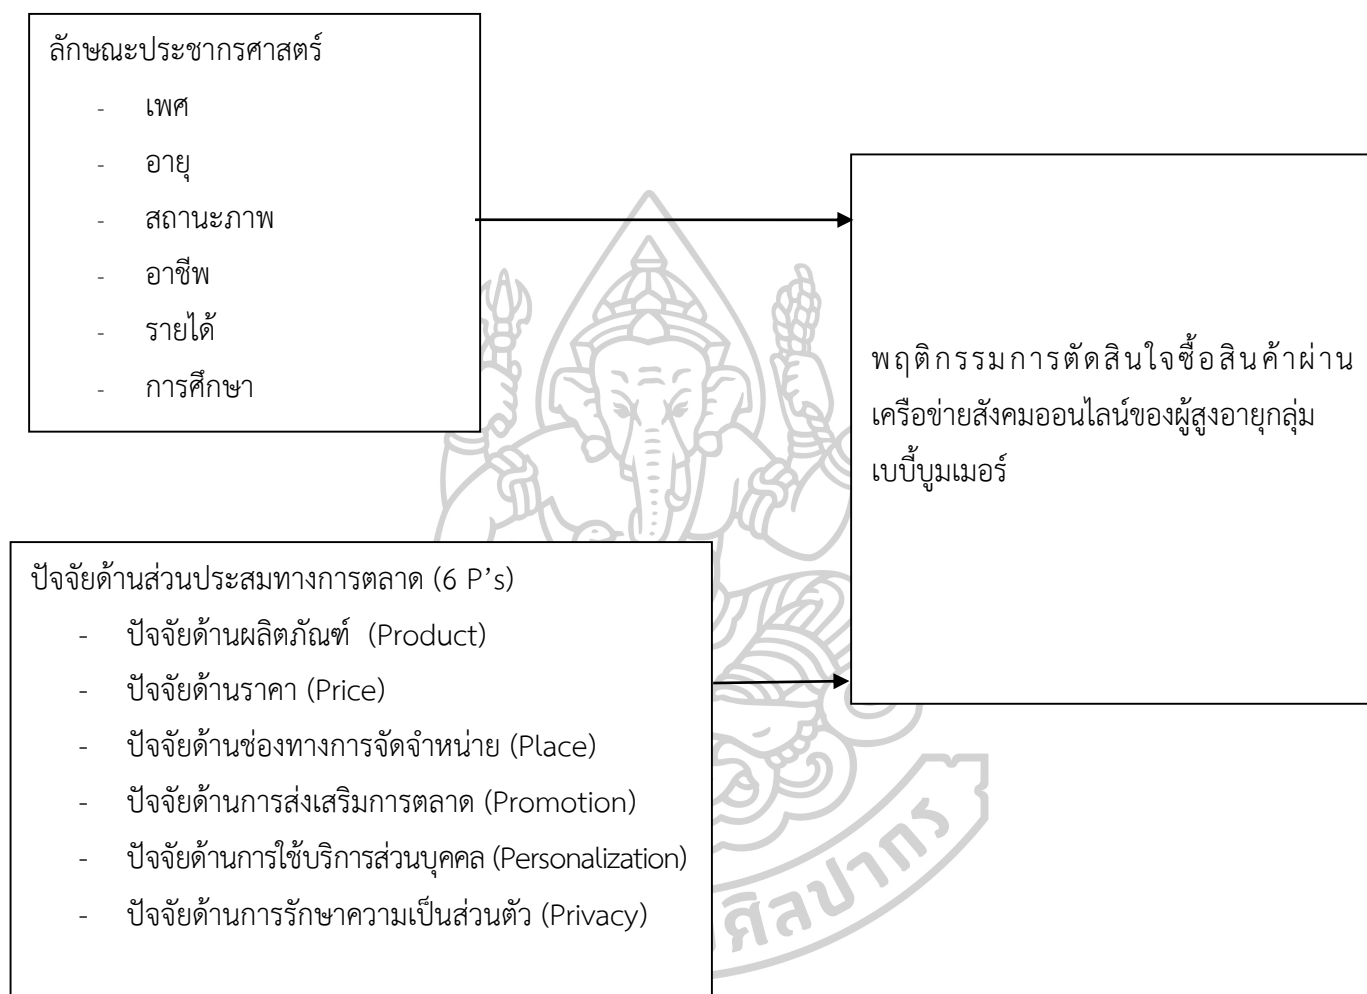 ลักษณะประชากรศาสตร์
- เพศ
- อายุ
- สถานะภาพ
- อาชีพ
- รายได้
- การศึกษา
พฤติกรรมการตัดสินใจซื้อสินค้าผ่าน
เครือข่ายสังคมออนไลน์ของผู้สูงอายุกลุ่ม
เบบี้บูมเมอร์
ปัจจัยด้านส่วนประสมทางการตลาด (6 P’s)
- ปัจจัยด้านผลิตภัณฑ์ (Product)
- ปัจจัยด้านราคา (Price)
- ปัจจัยด้านช่องทางการจัดจำหน่าย (Place)
- ปัจจัยด้านการส่งเสริมการตลาด (Promotion)
- ปัจจัยด้านการใช้บริการส่วนบุคคล (Personalization)
- ปัจจัยด้านการรักษาความเป็นส่วนตัว (Privacy)
ศิลปากร